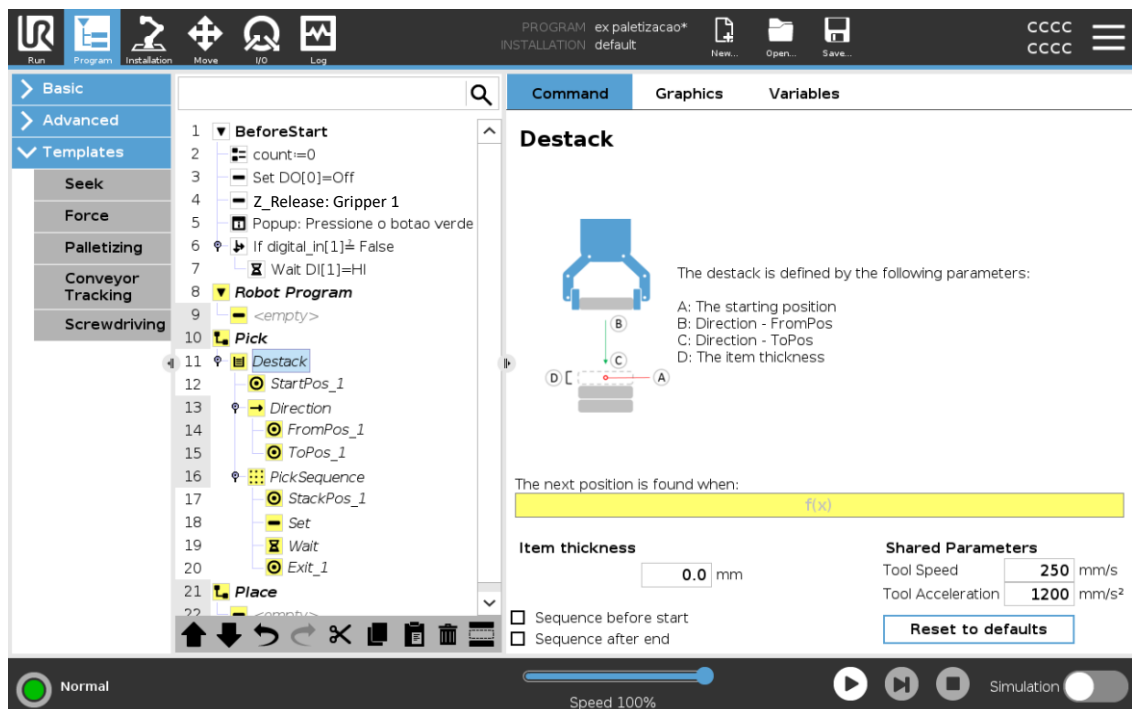 UR
PROGRAM ex paletizacao*
INSTALLATION default
CCCC
CCCC
Run Program Installation Move I/O Log New... Open... Save...
Basic
Advanced
Templates
Seek
Force
Palletizing
Conveyor
Tracking
Screwdriving
1 BeforeStart
2 count:=0
3 Set DO[0]=Off
4 Z_Release: Gripper 1
5 Popup: Pressione o botao verde
6 If digital_in[1]≟ False
7 Wait DI[1]=HI
8 Robot Program
9 <empty>
10 Pick
11 Destack
12 StartPos_1
13 Direction
14 FromPos_1
15 ToPos_1
16 PickSequence
17 StackPos_1
18 Set
19 Wait
20 Exit_1
21 Place
22 <empty>
Command Graphics Variables
Destack
B
C
D
A
The destack is defined by the following parameters:
A: The starting position
B: Direction - FromPos
C: Direction - ToPos
D: The item thickness
The next position is found when:
f(x)
Item thickness
0.0 mm
Sequence before start
Sequence after end
Shared Parameters
Tool Speed 250 mm/s
Tool Acceleration 1200 mm/s²
Reset to defaults
Normal
Speed 100%
Simulation